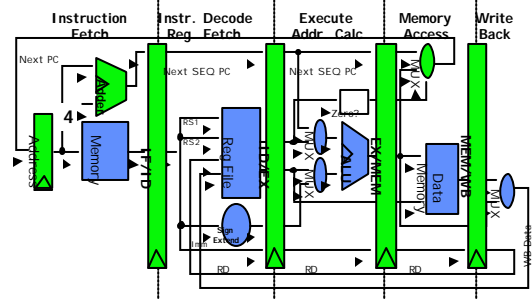 Instruction
Fetch
Instr. Decode
Reg. Fetch
Execute
Addr. Calc
Memory
Access
Write
Back
Next PC
Next SEQ PC
Next SEQ PC
Adder
4
Address
Memory
IF/ID
RS1
RS2
Reg File
ID/EX
Zero?
MUX
MUX
ALU
EX/MEM
MUX
Data
Memory
MEM/WB
MUX
Sign
Extend
Imm
RD
RD
RD
WB Data